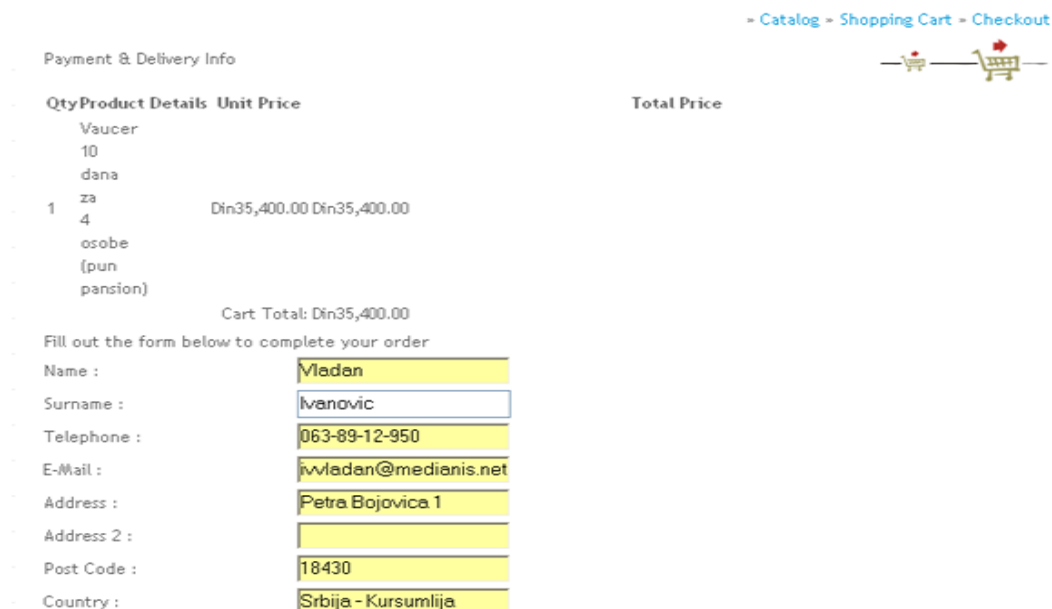 » Catalog » Shopping Cart » Checkout
Payment & Delivery Info
Qty Product Details Unit Price Total Price
Vaucer
10
dana
za
1 Din35,400.00 Din35,400.00
4
osobe
(pun
pansion)
Cart Total: Din35,400.00
Fill out the form below to complete your order
Name : Vladan
Surname : Ivanovic
Telephone : 063-89-12-950
E-Mail : ivvladan@medianis.net
Address : Petra Bojovica 1
Address 2 :
Post Code : 18430
Country : Srbija - Kursumlija